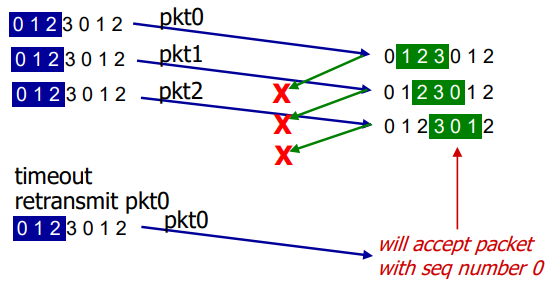 0 1 2 3 0 1 2 pkt0
0 1 2 3 0 1 2 pkt1
0 1 2 3 0 1 2 pkt2
0 1 2 3 0 1 2
0 1 2 3 0 1 2
0 1 2 3 0 1 2
X
X
X
timeout
retransmit pkt0
0 1 2 3 0 1 2 pkt0
will accept packet
with seq number 0